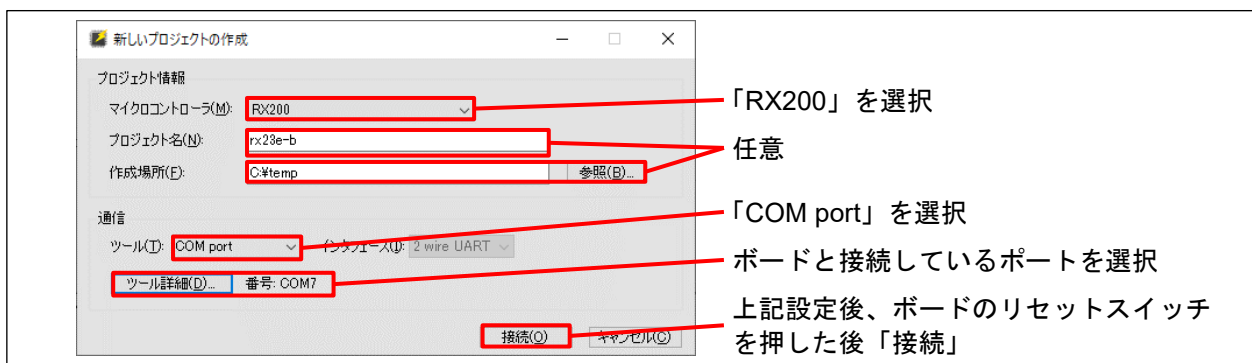 新しいプロジェクトの作成
プロジェクト情報
マイクロコントローラ(M): RX200
「RX200」を選択
プロジェクト名(N): rx23e-b
任意
作成場所(F): C:¥temp 参照(B)...
通信
「COM port」を選択
ツール(T): COM port インタフェース(I): 2 wire UART
ボードと接続しているポートを選択
ツール詳細(D)... 番号: COM7
上記設定後、ボードのリセットスイッチ
を押した後「接続」
接続(O) キャンセル(C)